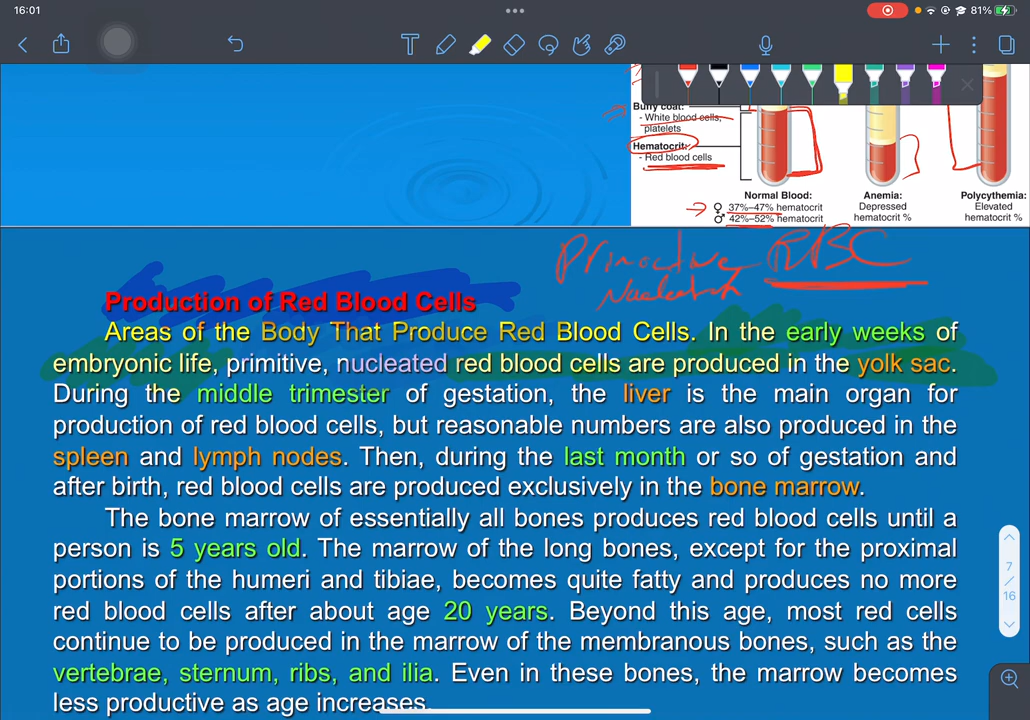 16:01
81%
Buffy coat:
- White blood cells,
platelets
Hematocrit:
- Red blood cells
Normal Blood:
♀ 37%–47% hematocrit
♂ 42%–52% hematocrit
Anemia:
Depressed
hematocrit %
Polycythemia:
Elevated
hematocrit %
RBC
Production of Red Blood Cells
Areas of the Body That Produce Red Blood Cells. In the early weeks of
embryonic life, primitive, nucleated red blood cells are produced in the yolk sac.
During the middle trimester of gestation, the liver is the main organ for
production of red blood cells, but reasonable numbers are also produced in the
spleen and lymph nodes. Then, during the last month or so of gestation and
after birth, red blood cells are produced exclusively in the bone marrow.
The bone marrow of essentially all bones produces red blood cells until a
person is 5 years old. The marrow of the long bones, except for the proximal
portions of the humeri and tibiae, becomes quite fatty and produces no more
red blood cells after about age 20 years. Beyond this age, most red cells
continue to be produced in the marrow of the membranous bones, such as the
vertebrae, sternum, ribs, and ilia. Even in these bones, the marrow becomes
less productive as age increases.
7
/
16